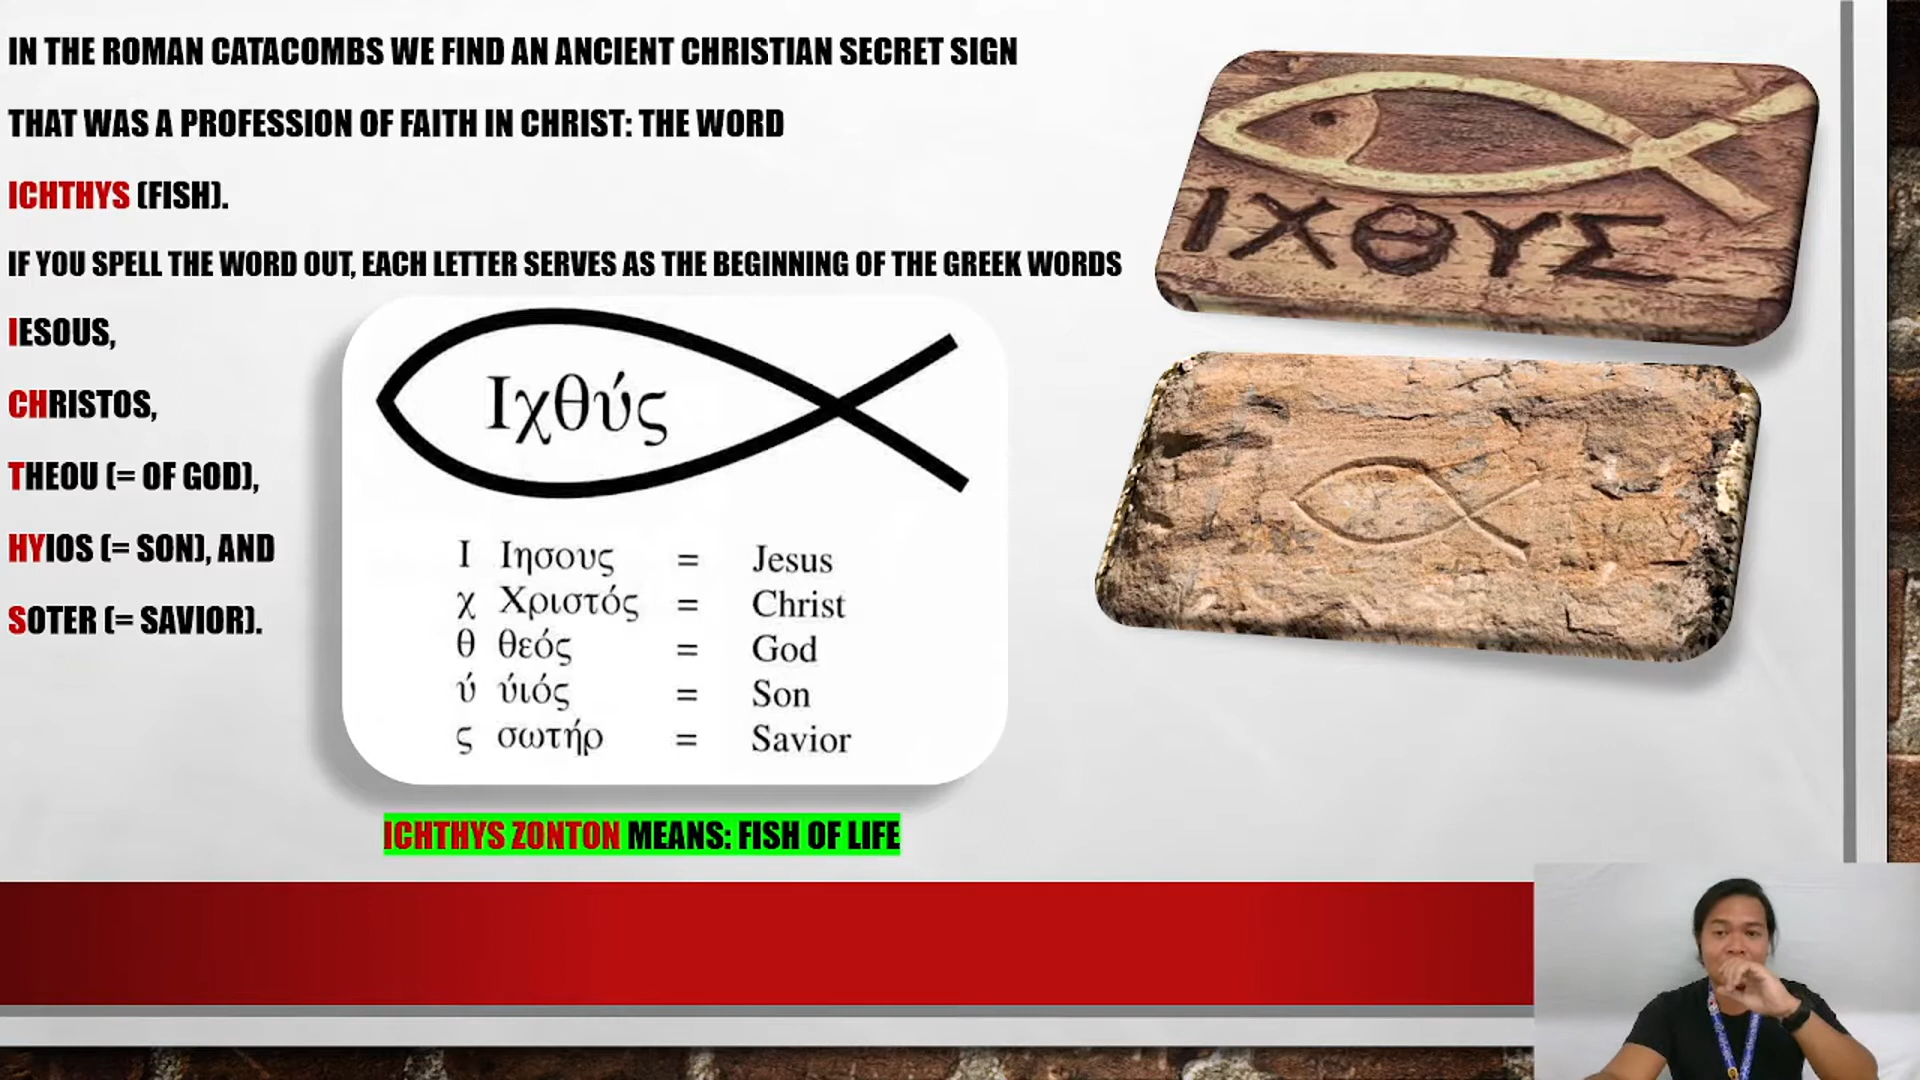 IN THE ROMAN CATACOMBS WE FIND AN ANCIENT CHRISTIAN SECRET SIGN
THAT WAS A PROFESSION OF FAITH IN CHRIST: THE WORD
ICHTHYS (FISH).
IF YOU SPELL THE WORD OUT, EACH LETTER SERVES AS THE BEGINNING OF THE GREEK WORDS
IESOUS,
CHRISTOS,
THEOU (= OF GOD),
HYIOS (= SON), AND
SOTER (= SAVIOR).
Ιχθύς
Ι Ιησους = Jesus
χ Χριστός = Christ
θ θεός = God
ύ ύιός = Son
ς σωτήρ = Savior
ICHTHYS ZONTON MEANS: FISH OF LIFE
ΙΧΘΥΣ